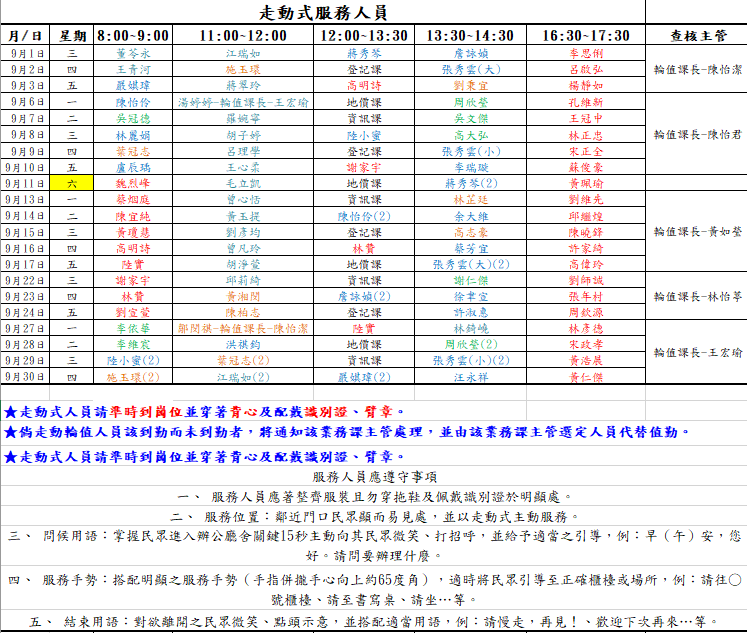 走動式服務人員
月/日 星期 8:00~9:00 11:00~12:00 12:00~13:30 13:30~14:30 16:30~17:30 查核主管
9月1日 三 董苓永 江瑞如 蔣秀琴 詹詠媜 李思俐
9月2日 四 王青河 施玉環 登記課 張秀雲(大) 呂啟弘 輪值課長-陳怡潔
9月3日 五 嚴娸瑋 蔣翠玲 高明詩 劉秉宜 楊靜如
9月6日 一 陳怡伶 湯婷婷-輪值課長-王宏瑜 地價課 周欣瑩 孔維新
9月7日 二 吳冠德 羅婉寧 資訊課 吳文傑 王冠中
9月8日 三 林麗娟 胡子婷 陸小蜜 高大弘 林正忠 輪值課長-陳怡君
9月9日 四 葉冠志 呂理學 登記課 張秀雲(小) 宋正全
9月10日 五 盧辰瑀 王心柔 謝家宇 李瑞璇 蘇俊豪
9月11日 六 魏烈峰 毛立凱 地價課 蔣秀琴(2) 黃珮瑜
9月13日 一 蔡烟庭 曾心恬 資訊課 林芷廷 劉維先
9月14日 二 陳宜純 黃玉提 陳怡伶(2) 余大維 邱繼煌
9月15日 三 黃瓊慧 劉彥均 登記課 高志豪 陳曉鋒 輪值課長-黃如瑩
9月16日 四 高明詩 曾凡玲 林贊 蔡芳宜 許家綺
9月17日 五 陸實 胡淨萱 地價課 張秀雲(大)(2) 高偉玲
9月22日 三 謝家宇 邱莉綺 資訊課 謝仁傑 劉師誠
9月23日 四 林贊 黃湘閔 詹詠媜(2) 徐聿宣 張年村 輪值課長-林怡苓
9月24日 五 劉宜萱 陳柏志 登記課 許淑惠 周欽源
9月27日 一 李依華 鄒閔祺-輪值課長-陳怡潔 陸實 林錡嶢 林彥德
9月28日 二 李維宸 洪祺鈞 地價課 周欣瑩(2) 宋政孝
9月29日 三 陸小蜜(2) 葉冠志(2) 資訊課 張秀雲(小)(2) 黃浩展 輪值課長-王宏瑜
9月30日 四 施玉環(2) 江瑞如(2) 嚴娸瑋(2) 汪永祥 黃仁傑
★走動式人員請準時到崗位並穿著背心及配戴識別證、臂章。
★倘走動輪值人員該到勤而未到勤者，將通知該業務課主管處理，並由該業務課主管選定人員代替值勤。
★走動式人員請準時到崗位並穿著背心及配戴識別證、臂章。
服務人員應遵守事項
一、 服務人員應著整齊服裝且勿穿拖鞋及佩戴識別證於明顯處。
二、 服務位置：鄰近門口民眾顯而易見處，並以走動式主動服務。
三、 問候用語：掌握民眾進入辦公廳舍關鍵15秒主動向其民眾微笑、打招呼，並給予適當之引導，例：早（午）安，您
好。請問要辦理什麼。
四、 服務手勢：搭配明顯之服務手勢（手指併攏手心向上約65度角），適時將民眾引導至正確櫃檯或場所，例：請往○
號櫃檯、請至書寫桌、請坐…等。
五、 結束用語：對欲離開之民眾微笑、點頭示意，並搭配適當用語，例：請慢走，再見！、歡迎下次再來…等。